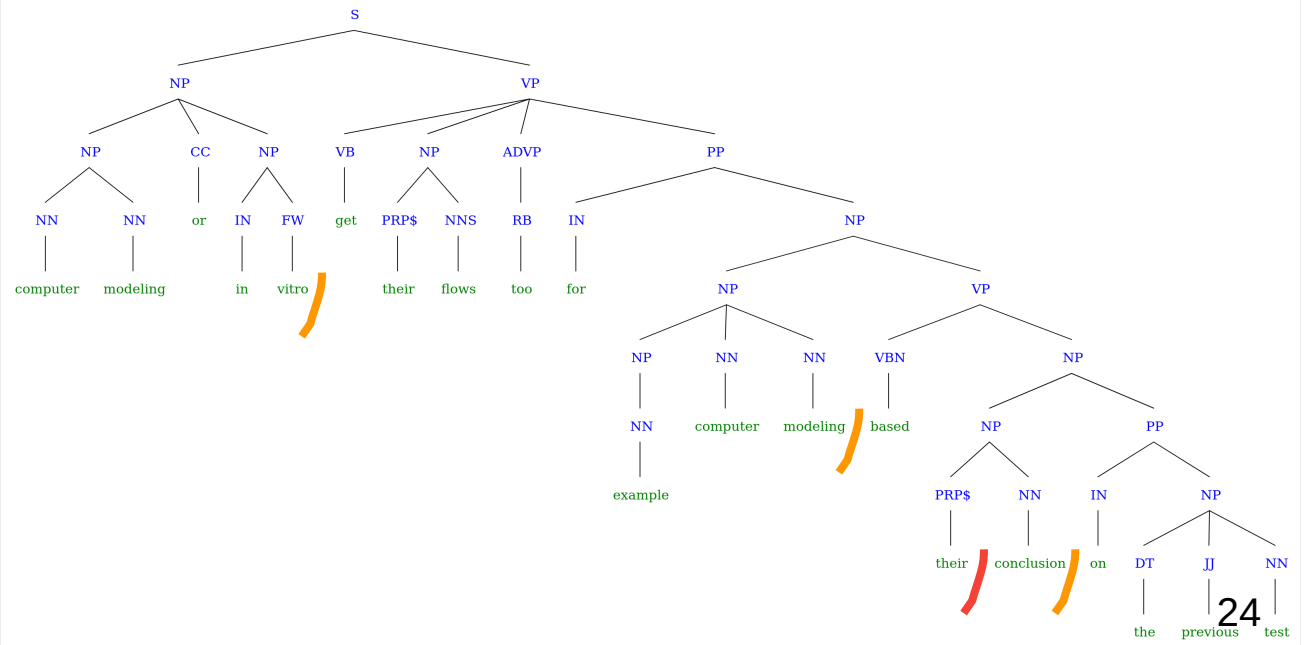 S
NP VP
NP CC NP VB NP ADVP PP
NN NN or IN FW get PRP$ NNS RB IN NP
computer modeling in vitro their flows too for NP VP
NP NN NN VBN NP
NN computer modeling based NP PP
example PRP$ NN IN NP
their conclusion on DT JJ NN
24
the previous test